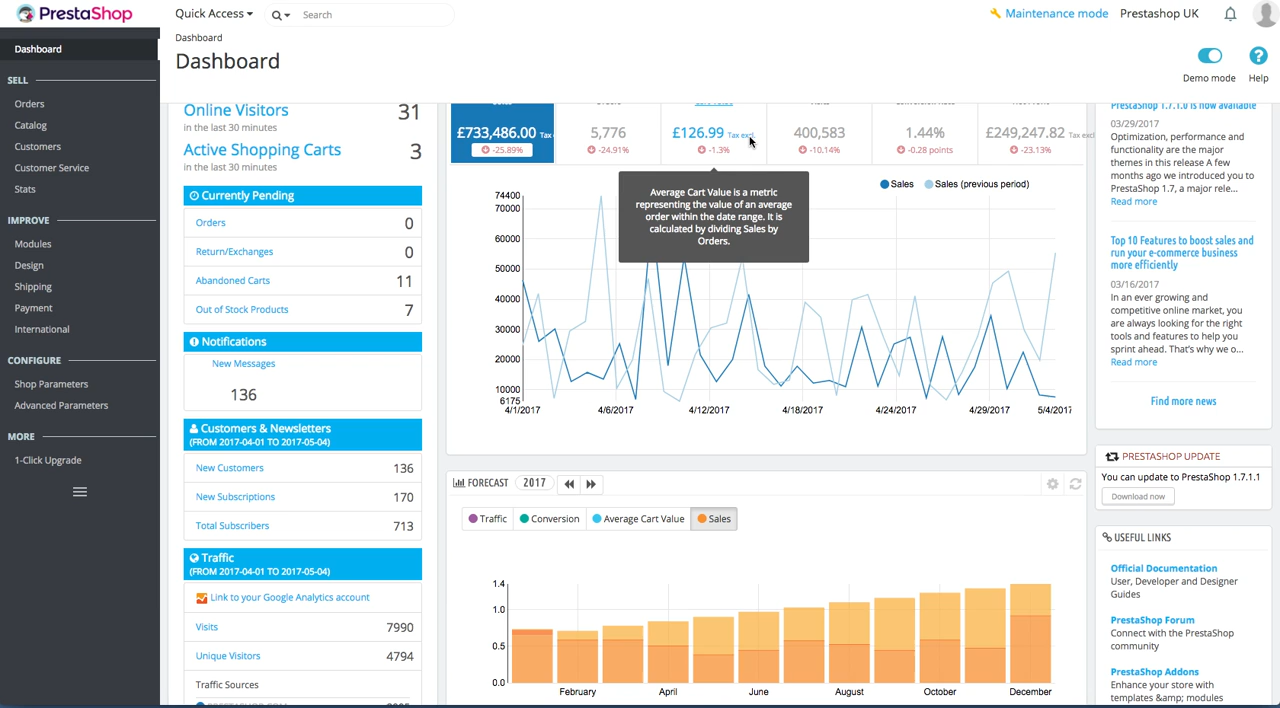 PrestaShop
Quick Access
Search
Maintenance mode
Prestashop UK
Dashboard
Dashboard
Demo mode
Help
Dashboard
SELL
Orders
Catalog
Customers
Customer Service
Stats
IMPROVE
Modules
Design
Shipping
Payment
International
CONFIGURE
Shop Parameters
Advanced Parameters
MORE
1-Click Upgrade
Online Visitors 31
in the last 30 minutes
Active Shopping Carts 3
in the last 30 minutes
Currently Pending
Orders 0
Return/Exchanges 0
Abandoned Carts 11
Out of Stock Products 7
Notifications
New Messages
136
Customers & Newsletters
(FROM 2017-04-01 TO 2017-05-04)
New Customers 136
New Subscriptions 170
Total Subscribers 713
Traffic
(FROM 2017-04-01 TO 2017-05-04)
Link to your Google Analytics account
Visits 7990
Unique Visitors 4794
Traffic Sources
£733,486.00 Tax
-25.89%
5,776
-24.91%
£126.99 Tax excl.
-1.3%
400,583
-10.14%
1.44%
-0.28 points
£249,247.82 Tax excl
-23.13%
Average Cart Value is a metric
representing the value of an average
order within the date range. It is
calculated by dividing Sales by
Orders.
Sales
Sales (previous period)
74400
70000
60000
50000
40000
30000
20000
10000
6175
4/1/2017 4/6/2017 4/12/2017 4/18/2017 4/24/2017 4/29/2017 5/4/2017
FORECAST 2017
Traffic
Conversion
Average Cart Value
Sales
1.4
1.0
0.5
0.0
February April June August October December
PrestaShop 1.7.1.0 is now available
03/29/2017
Optimization, performance and
functionality are the major
themes in this release A few
months ago we introduced you to
PrestaShop 1.7, a major rele...
Read more
Top 10 Features to boost sales and
run your e-commerce business
more efficiently
03/16/2017
In an ever growing and
competitive online market, you
are always looking for the right
tools and features to help you
sprint ahead. That's why we o...
Read more
Find more news
PRESTASHOP UPDATE
You can update to PrestaShop 1.7.1.1
Download now
USEFUL LINKS
Official Documentation
User, Developer and Designer
Guides
PrestaShop Forum
Connect with the PrestaShop
community
PrestaShop Addons
Enhance your store with
templates &amp; modules